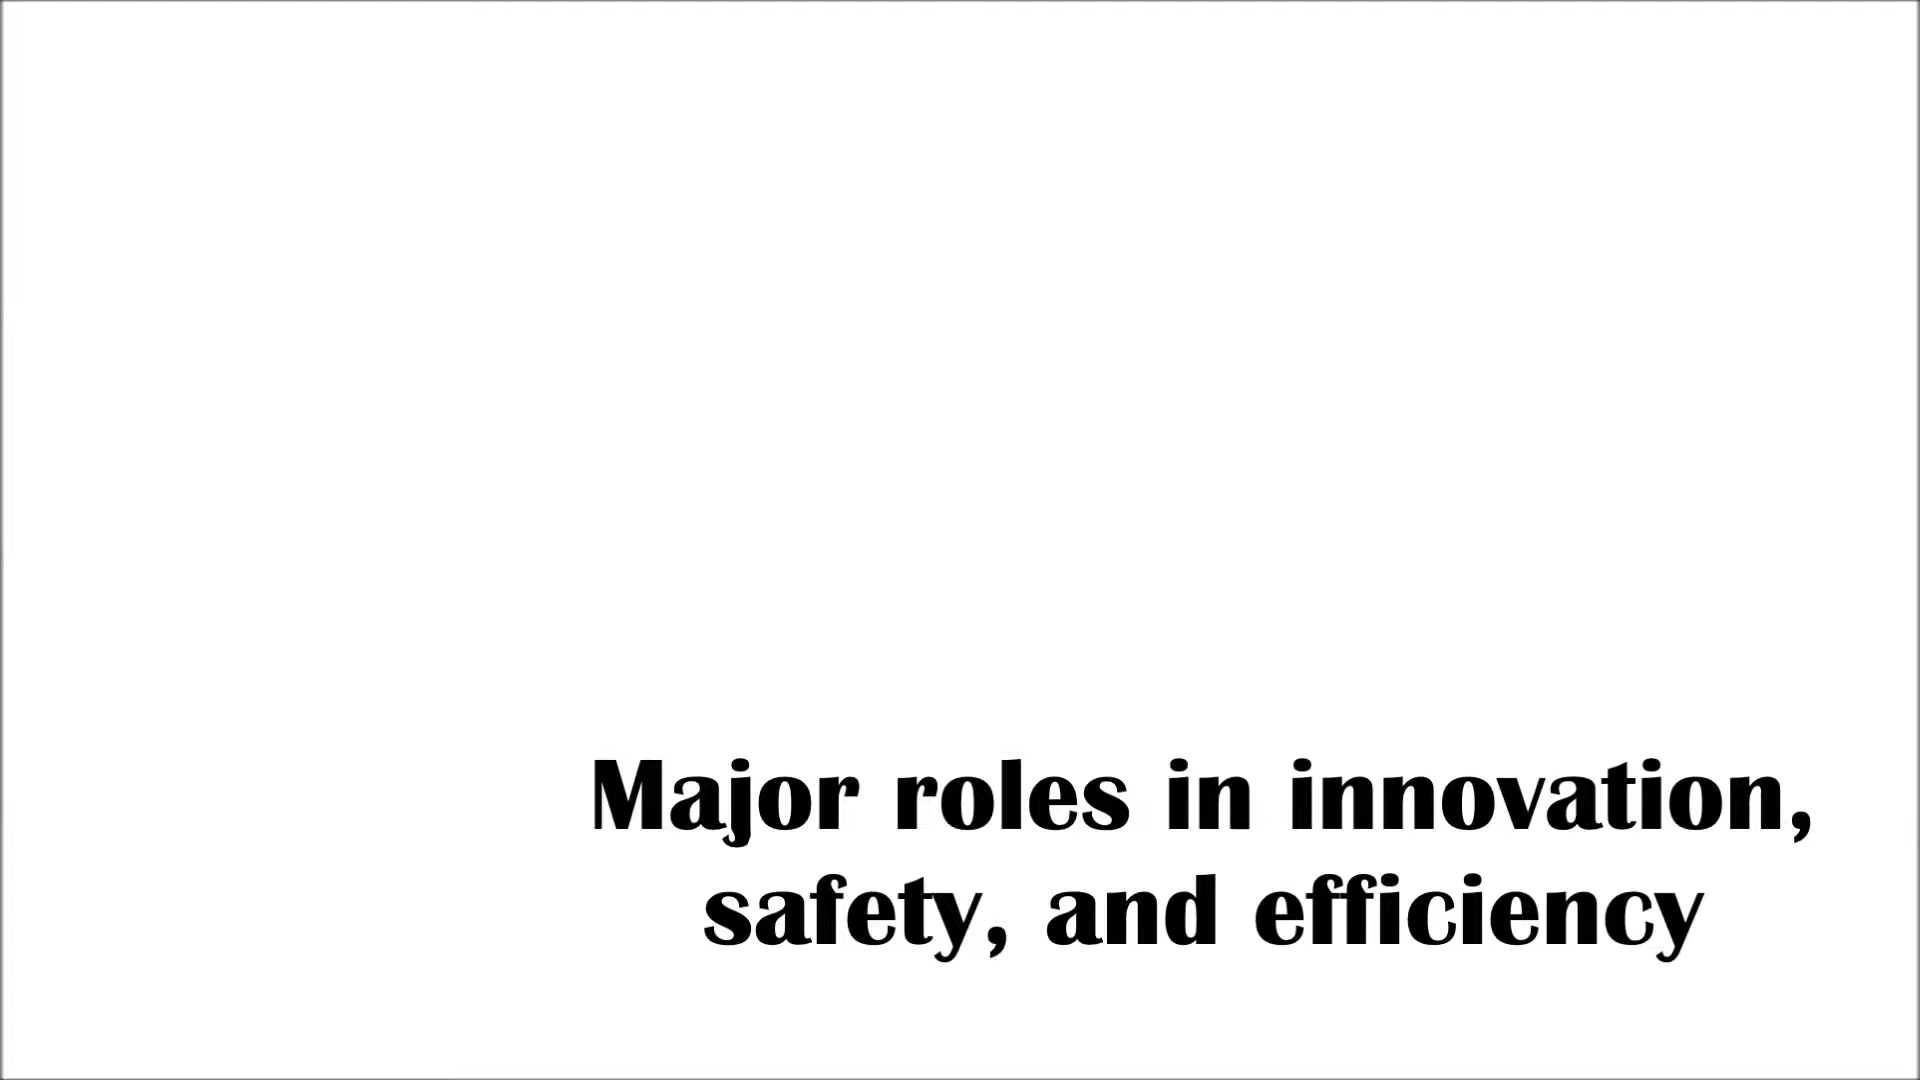 Major roles in innovation,
safety, and efficiency